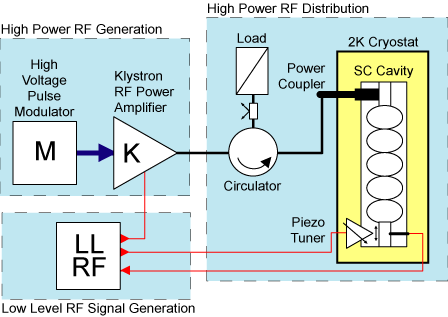 High Power RF Distribution
High Power RF Generation
High
Voltage
Pulse
Modulator
Klystron
RF Power
Amplifier
Load
Power
Coupler
2K Cryostat
SC Cavity
M
K
Circulator
Piezo
Tuner
LL
RF
Low Level RF Signal Generation